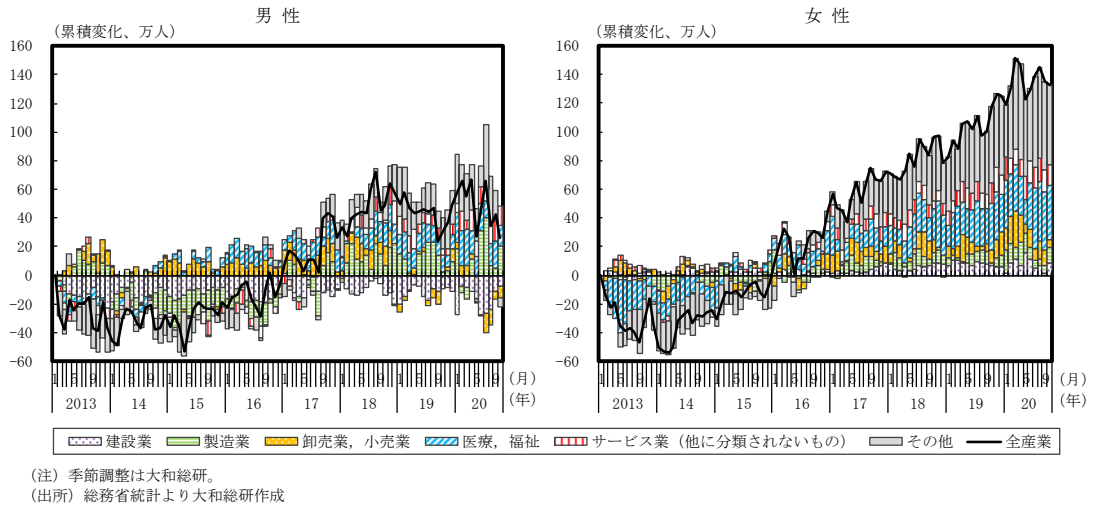 男 性
(累積変化、万人)
160
140
120
100
80
60
40
20
0
−20
−40
−60
1 5 9 1 5 9 1 5 9 1 5 9 1 5 9 1 5 9 1 5 9 1 5 9 (月)
2013 14 15 16 17 18 19 20 (年)
女 性
(累積変化、万人)
160
140
120
100
80
60
40
20
0
−20
−40
−60
1 5 9 1 5 9 1 5 9 1 5 9 1 5 9 1 5 9 1 5 9 1 5 9 (月)
2013 14 15 16 17 18 19 20 (年)
建設業 製造業 卸売業，小売業 医療，福祉 サービス業（他に分類されないもの） その他 全産業
(注) 季節調整は大和総研。
(出所) 総務省統計より大和総研作成